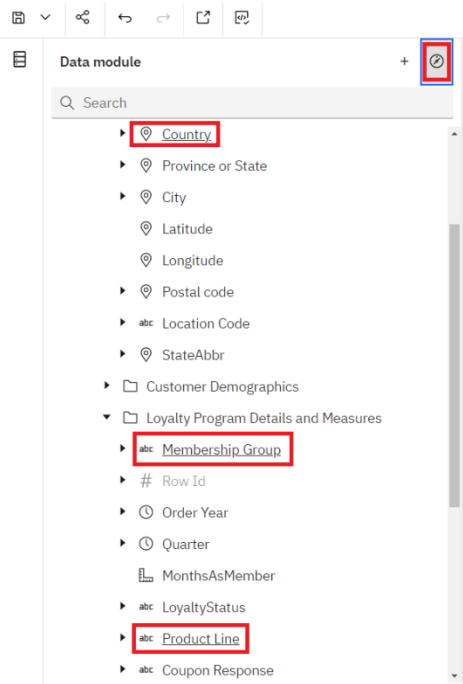 Data module
Search
Country
Province or State
City
Latitude
Longitude
Postal code
abc Location Code
StateAbbr
Customer Demographics
Loyalty Program Details and Measures
abc Membership Group
# Row Id
Order Year
Quarter
MonthsAsMember
abc LoyaltyStatus
abc Product Line
abc Coupon Response